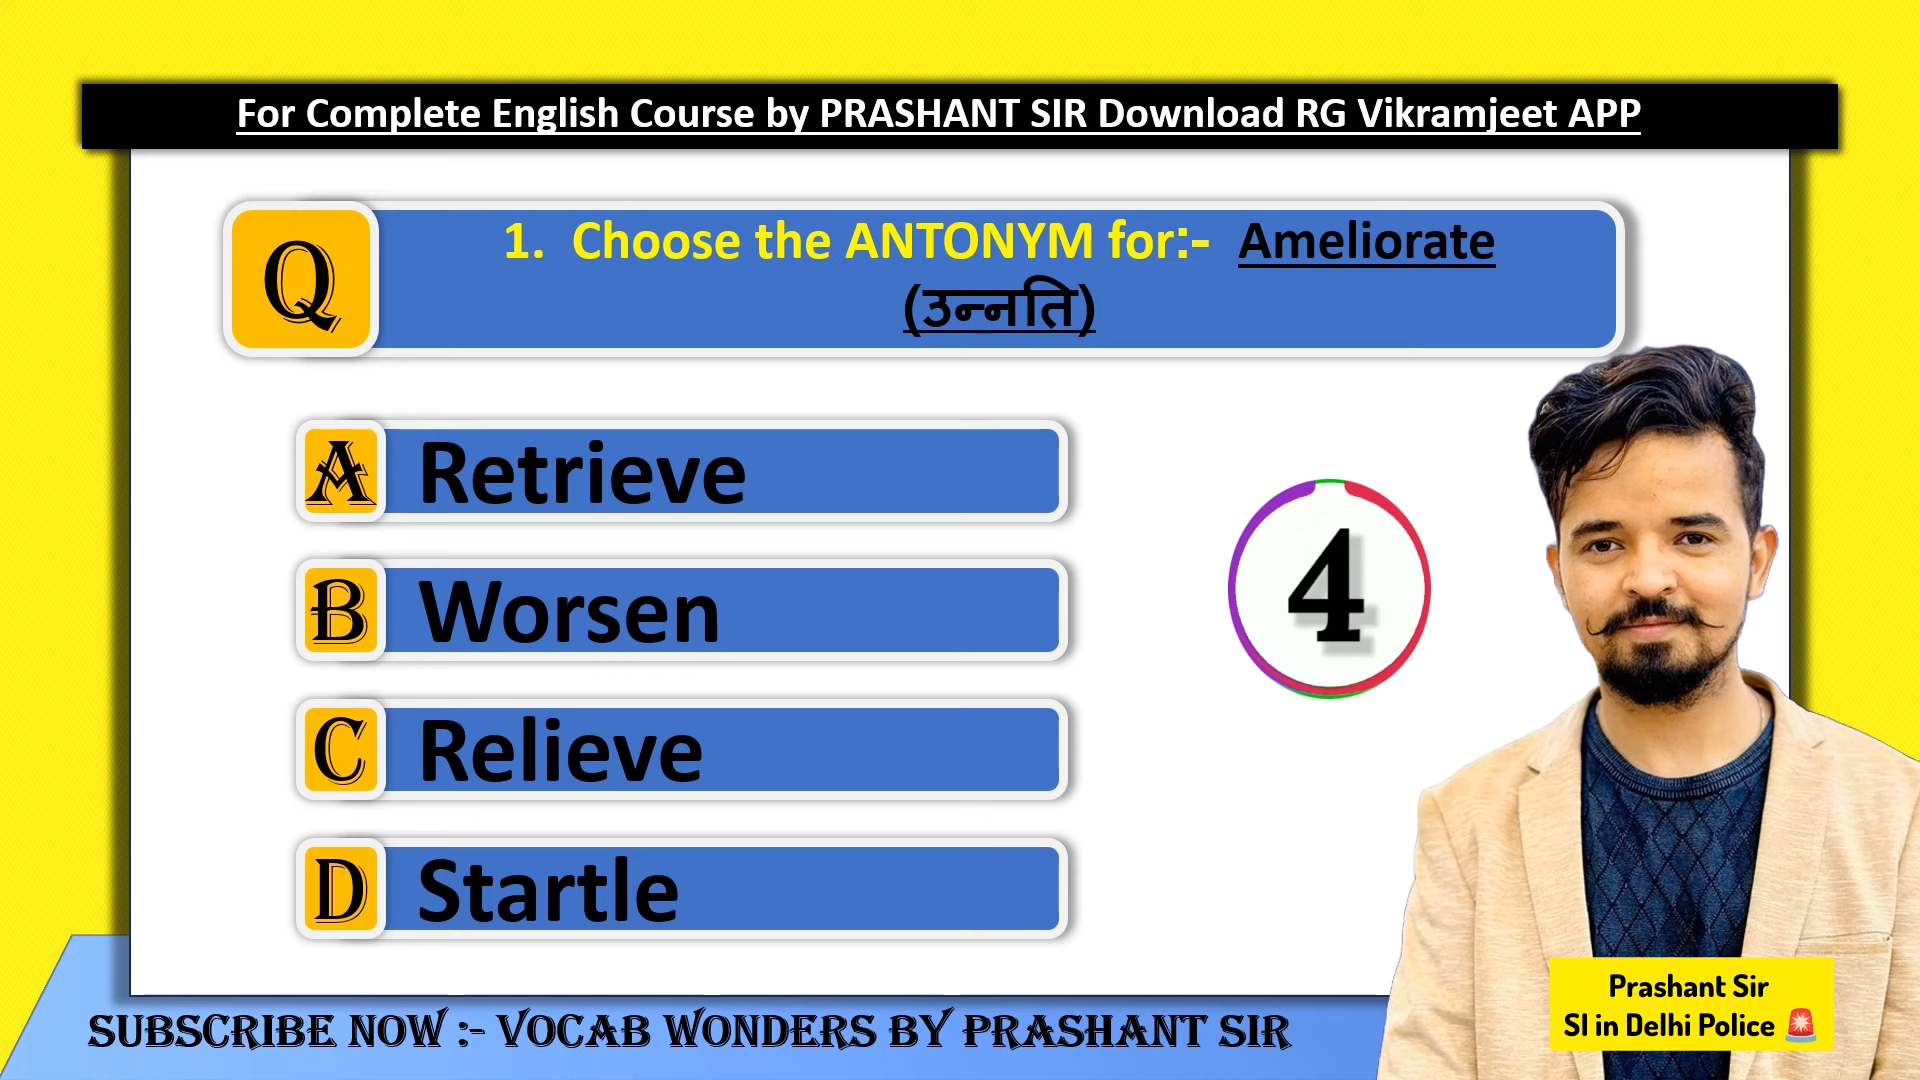 For Complete English Course by PRASHANT SIR Download RG Vikramjeet APP
Q
1. Choose the ANTONYM for:- Ameliorate
(उन्नति)
A Retrieve
B Worsen
4
C Relieve
D Startle
Prashant Sir
SI in Delhi Police 🚨
SUBSCRIBE NOW :- VOCAB WONDERS BY PRASHANT SIR